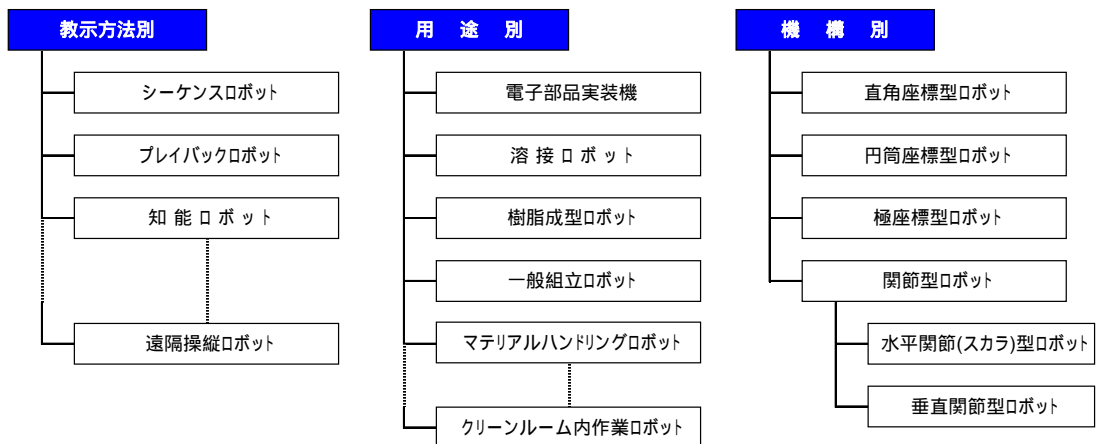 教示方法別
シーケンスロボット
プレイバックロボット
知能ロボット
遠隔操縦ロボット
用途別
電子部品実装機
溶接ロボット
樹脂成型ロボット
一般組立ロボット
マテリアルハンドリングロボット
クリーンルーム内作業ロボット
機構別
直角座標型ロボット
円筒座標型ロボット
極座標型ロボット
関節型ロボット
水平関節(スカラ)型ロボット
垂直関節型ロボット